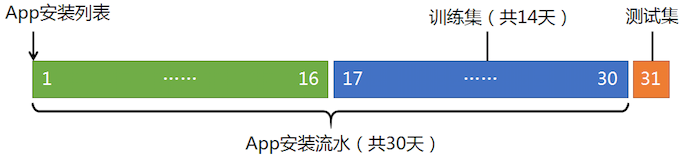 App安装列表
训练集（共14天）
测试集
1 …… 16 17 …… 30 31
App安装流水（共30天）